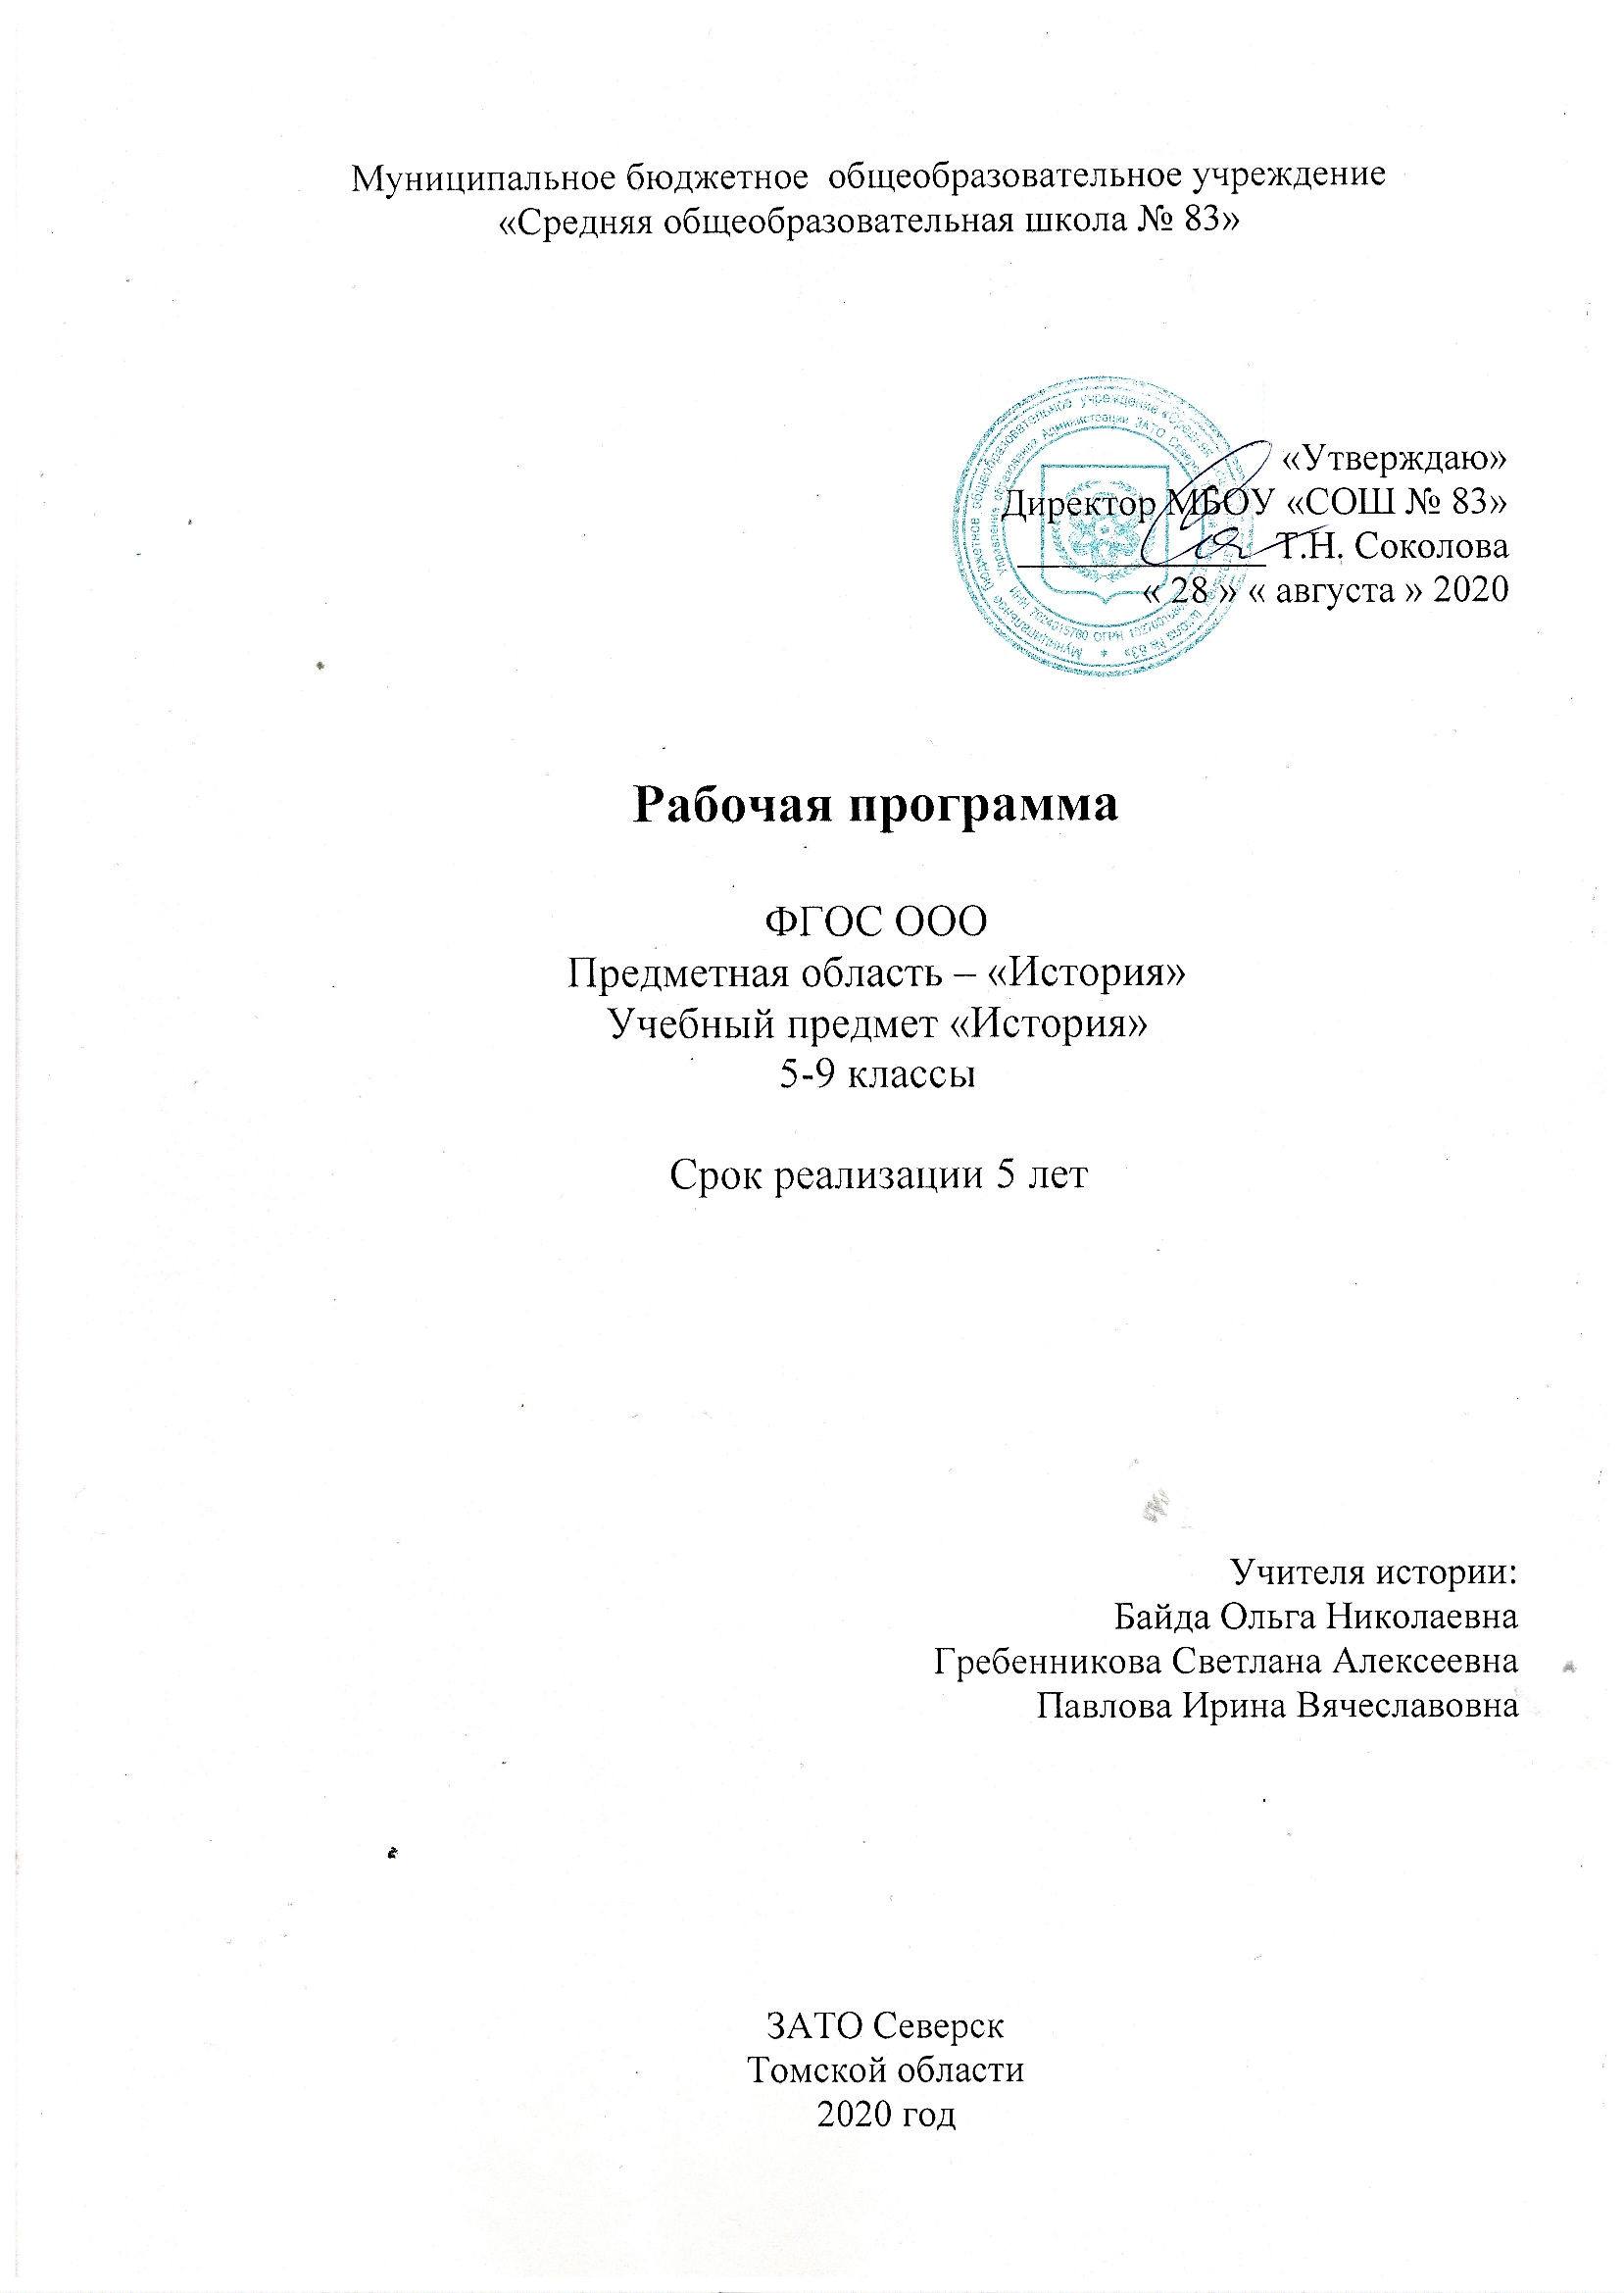 Муниципальное бюджетное общеобразовательное учреждение
«Средняя общеобразовательная школа № 83»
«Утверждаю»
Директор МБОУ «СОШ № 83»
Т.Н. Соколова
« 28 » « августа » 2020
Рабочая программа
ФГОС ООО
Предметная область – «История»
Учебный предмет «История»
5-9 классы
Срок реализации 5 лет
Учителя истории:
Байда Ольга Николаевна
Гребенникова Светлана Алексеевна
Павлова Ирина Вячеславовна
ЗАТО Северск
Томской области
2020 год